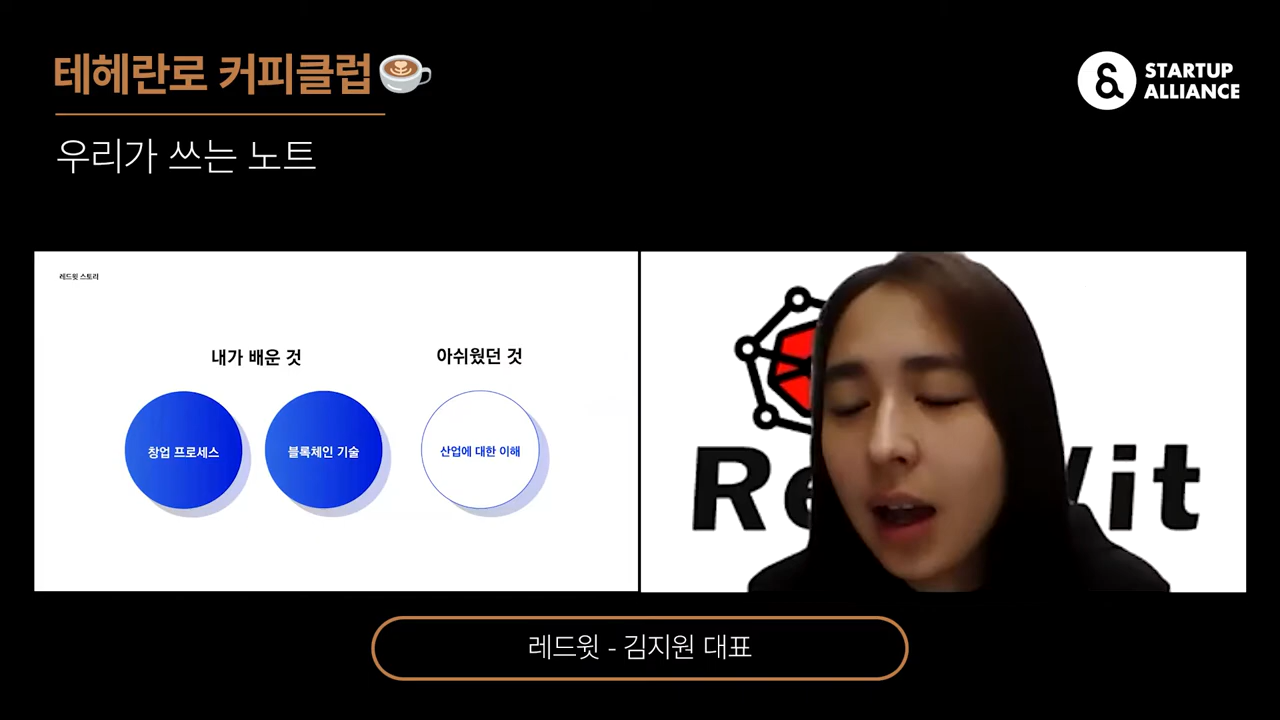 테헤란로 커피클럽
STARTUP
ALLIANCE
우리가 쓰는 노트
레드윗 스토리
내가 배운 것
아쉬웠던 것
창업 프로세스
블록체인 기술
산업에 대한 이해
레드윗 - 김지원 대표